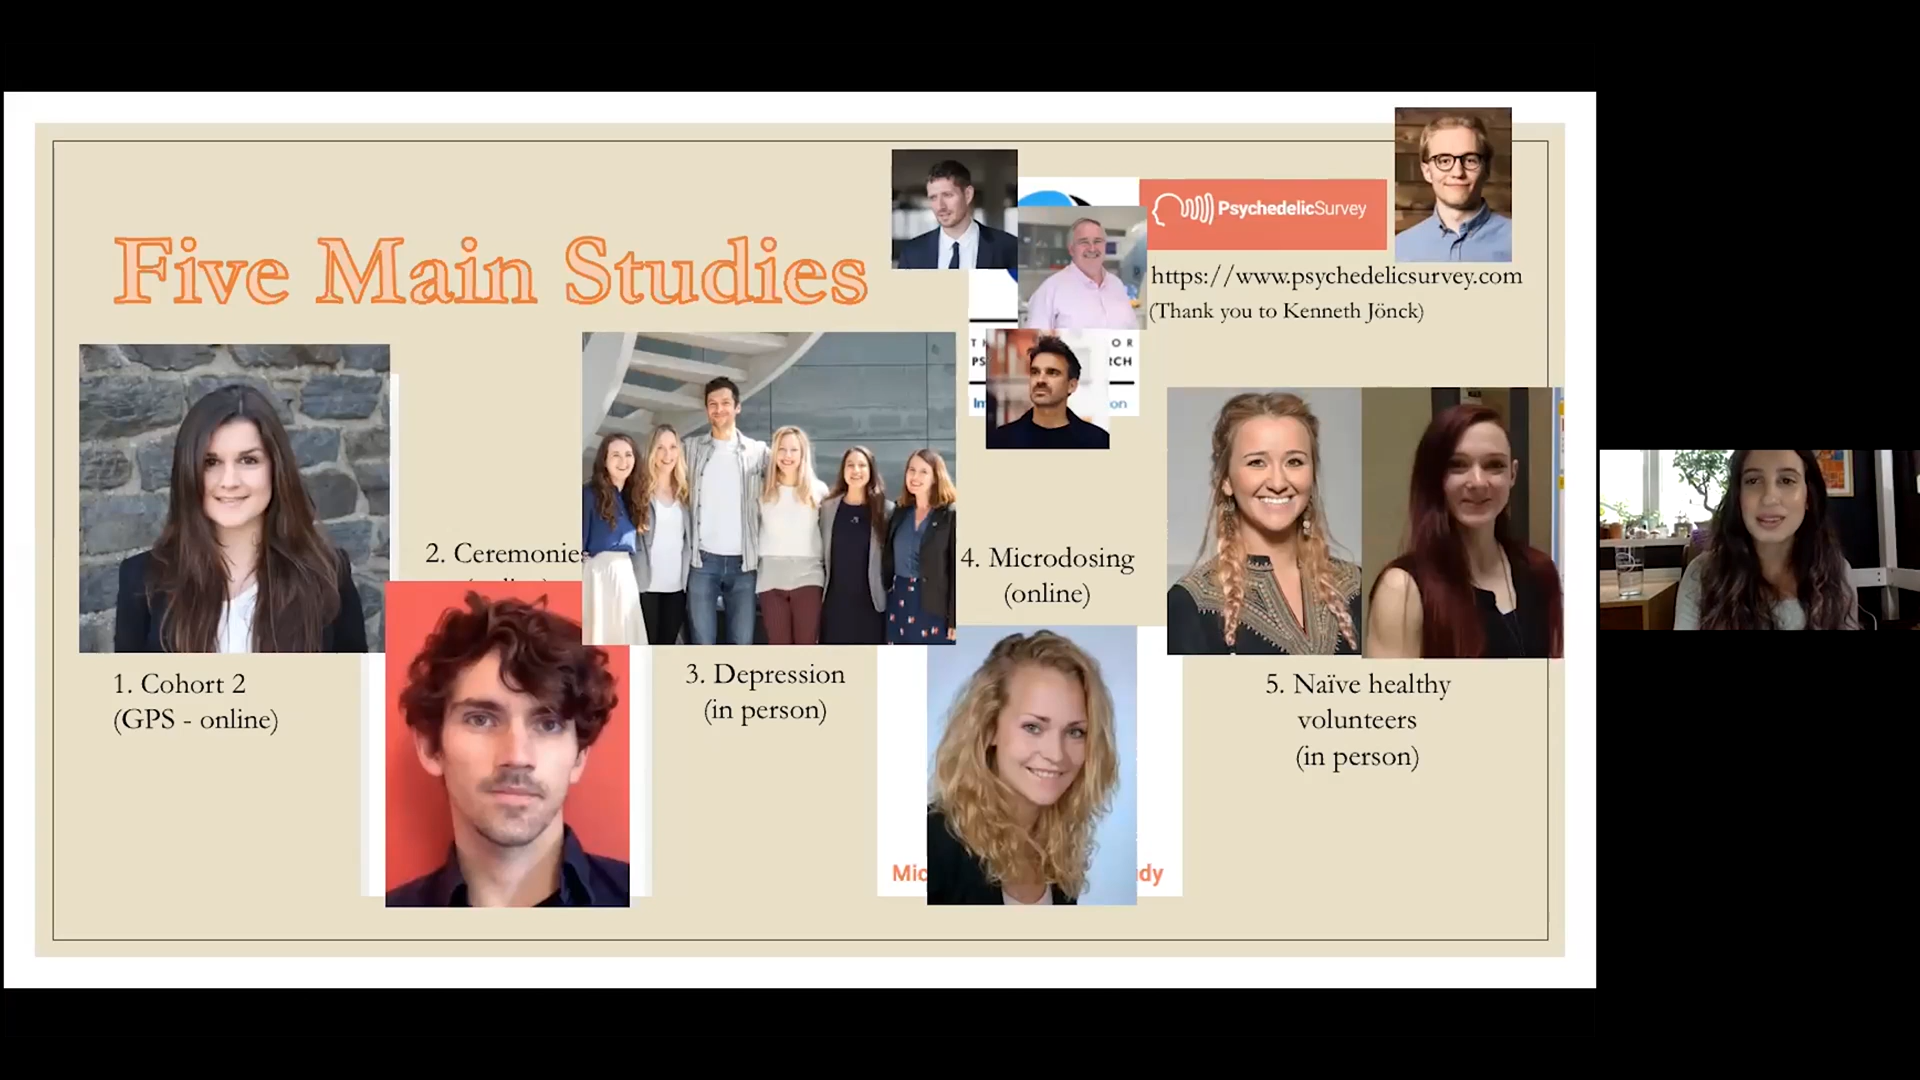 PsychedelicSurvey
https://www.psychedelicsurvey.com
(Thank you to Kenneth Jönck)
Five Main Studies
1. Cohort 2
(GPS - online)
2. Ceremonies
3. Depression
(in person)
4. Microdosing
(online)
5. Naïve healthy
volunteers
(in person)